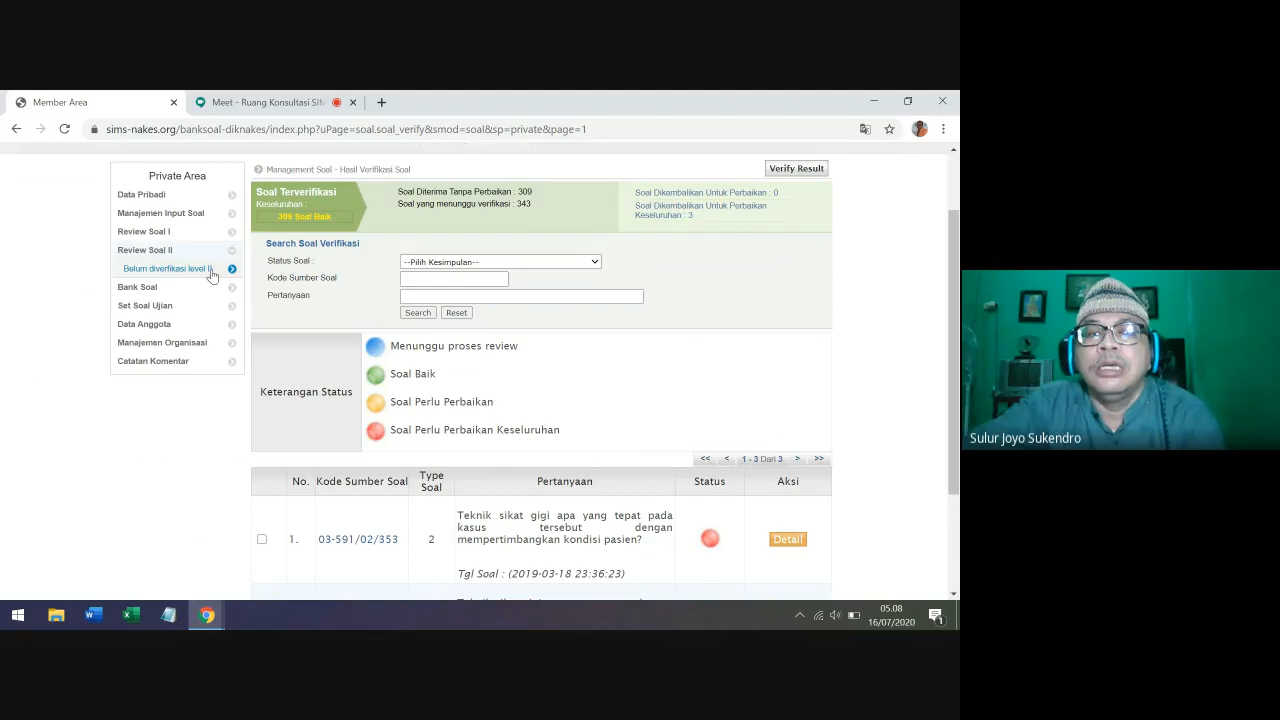 Member Area
Meet - Ruang Konsultasi SIM
sims-nakes.org/banksoal-diknakes/index.php?uPage=soal.soal_verify&smod=soal&sp=private&page=1
Private Area
Data Pribadi
Manajemen Input Soal
Review Soal I
Review Soal II
Belum diverfikasi level II
Bank Soal
Set Soal Ujian
Data Anggota
Manajemen Organisasi
Catatan Komentar
Management Soal - Hasil Verifikasi Soal
Verify Result
Soal Terverifikasi
Keseluruhan :
309 Soal Baik
Soal Diterima Tanpa Perbaikan : 309
Soal yang menunggu verifikasi : 343
Soal Dikembalikan Untuk Perbaikan : 0
Soal Dikembalikan Untuk Perbaikan
Keseluruhan : 3
Search Soal Verifikasi
Status Soal :
--Pilih Kesimpulan--
Kode Sumber Soal
Pertanyaan
Search
Reset
Keterangan Status
Menunggu proses review
Soal Baik
Soal Perlu Perbaikan
Soal Perlu Perbaikan Keseluruhan
<< < 1 - 3 Dari 3 > >>
No.
Kode Sumber Soal
Type
Soal
Pertanyaan
Status
Aksi
1.
03-591/02/353
2
Teknik sikat gigi apa yang tepat pada
kasus tersebut dengan
mempertimbangkan kondisi pasien?
Tgl Soal : (2019-03-18 23:36:23)
Detail
05.08
16/07/2020
1
Sulur Joyo Sukendro